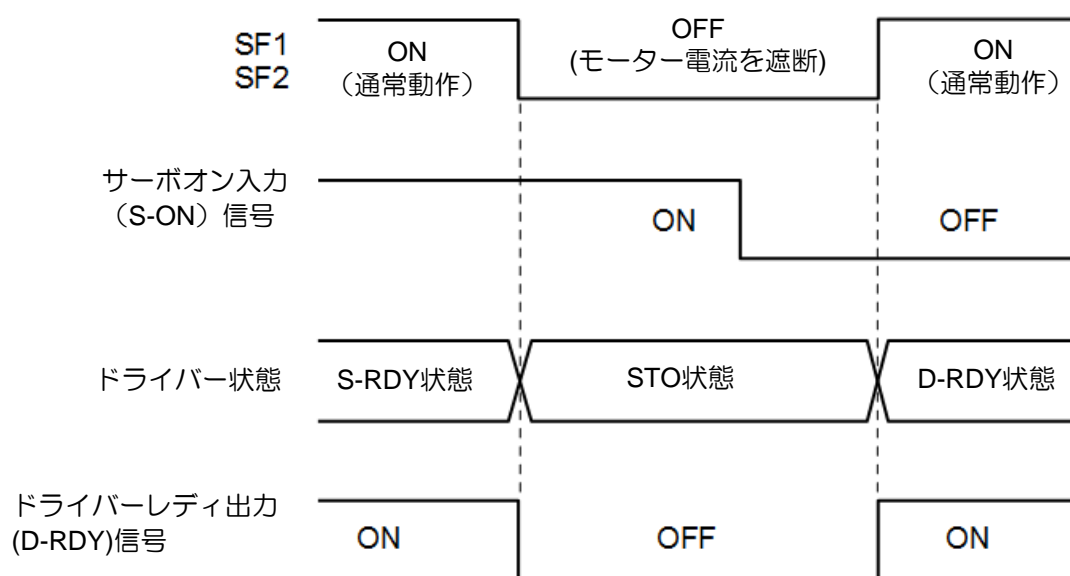 SF1
SF2
ON
（通常動作）
OFF
(モーター電流を遮断)
ON
（通常動作）
サーボオン入力
（S-ON）信号
ON
OFF
ドライバー状態
S-RDY状態
STO状態
D-RDY状態
ドライバーレディ出力
(D-RDY)信号
ON
OFF
ON